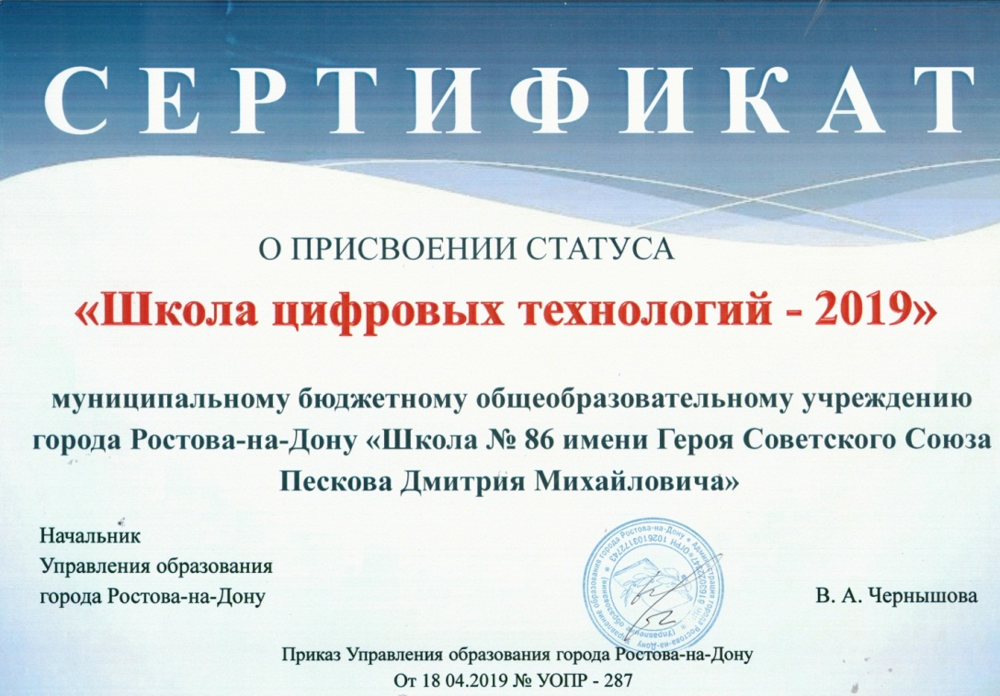 СЕРТИФИКАТ
О ПРИСВОЕНИИ СТАТУСА
«Школа цифровых технологий - 2019»
муниципальному бюджетному общеобразовательному учреждению
города Ростова-на-Дону «Школа № 86 имени Героя Советского Союза
Пескова Дмитрия Михайловича»
Начальник
Управления образования
города Ростова-на-Дону
В. А. Чернышова
Приказ Управления образования города Ростова-на-Дону
От 18 04.2019 № УОПР - 287